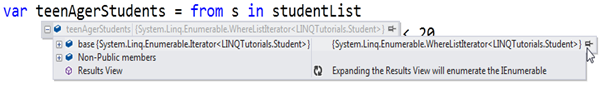 var teenAgerStudents = from s in studentList
teenAgerStudents {System.Linq.Enumerable.WhereListIterator<LINQTutorials.Student>} < 20
base {System.Linq.Enumerable.Iterator<LINQTutorials.Student>} {System.Linq.Enumerable.WhereListIterator<LINQTutorials.Student>}
Non-Public members
Results View Expanding the Results View will enumerate the IEnumerable